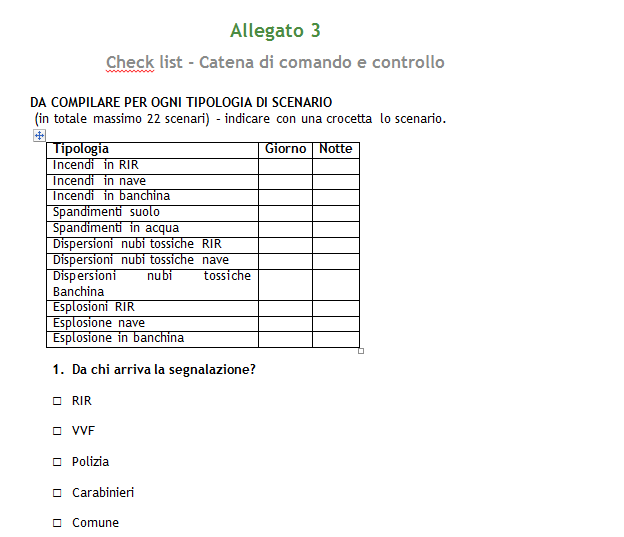 Allegato 3
Check list - Catena di comando e controllo
DA COMPILARE PER OGNI TIPOLOGIA DI SCENARIO
(in totale massimo 22 scenari) - indicare con una crocetta lo scenario.
Tipologia Giorno Notte
Incendi in RIR
Incendi in nave
Incendi in banchina
Spandimenti suolo
Spandimenti in acqua
Dispersioni nubi tossiche RIR
Dispersioni nubi tossiche nave
Dispersioni nubi tossiche
Banchina
Esplosioni RIR
Esplosione nave
Esplosione in banchina
1. Da chi arriva la segnalazione?
□ RIR
□ VVF
□ Polizia
□ Carabinieri
□ Comune